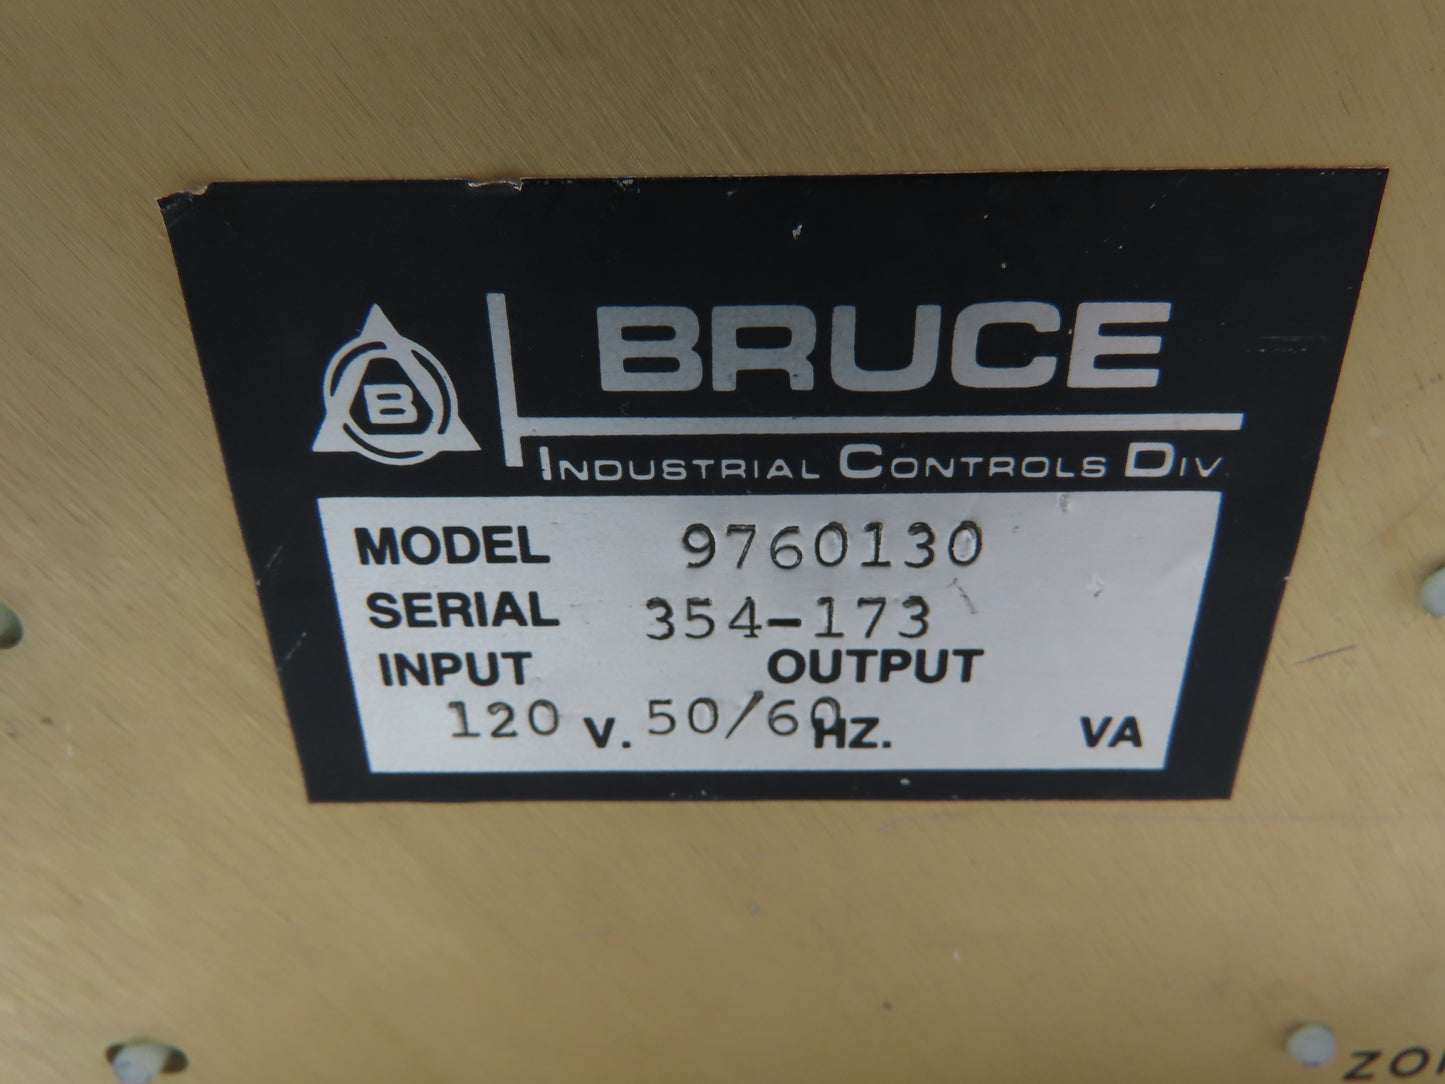 B
BRUCE
INDUSTRIAL CONTROLS DIV.
MODEL 9760130
SERIAL 354-173
INPUT OUTPUT
120 V. 50/60 HZ. VA